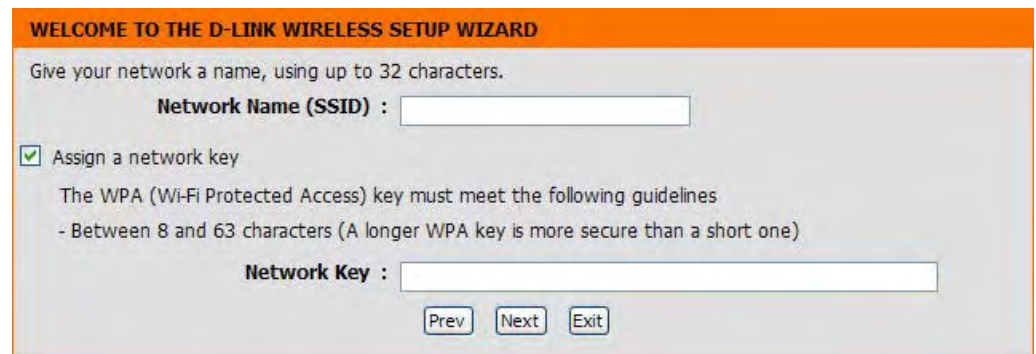 WELCOME TO THE D-LINK WIRELESS SETUP WIZARD
Give your network a name, using up to 32 characters.
Network Name (SSID) :
Assign a network key
The WPA (Wi-Fi Protected Access) key must meet the following guidelines
- Between 8 and 63 characters (A longer WPA key is more secure than a short one)
Network Key :
Prev Next Exit